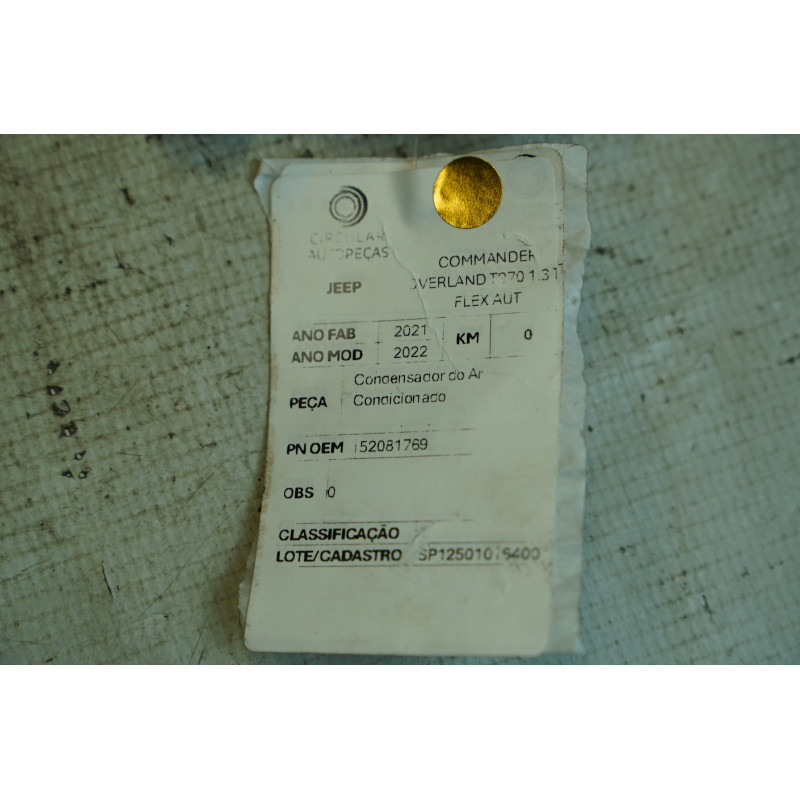 CIRCULAR
AUTOPEÇAS
JEEP
COMMANDER
OVERLAND T270 1.3 T
FLEX AUT
ANO FAB 2021 KM 0
ANO MOD 2022
PEÇA Condensador do Ar
Condicionado
PN OEM 52081769
OBS 0
CLASSIFICAÇÃO
LOTE/CADASTRO